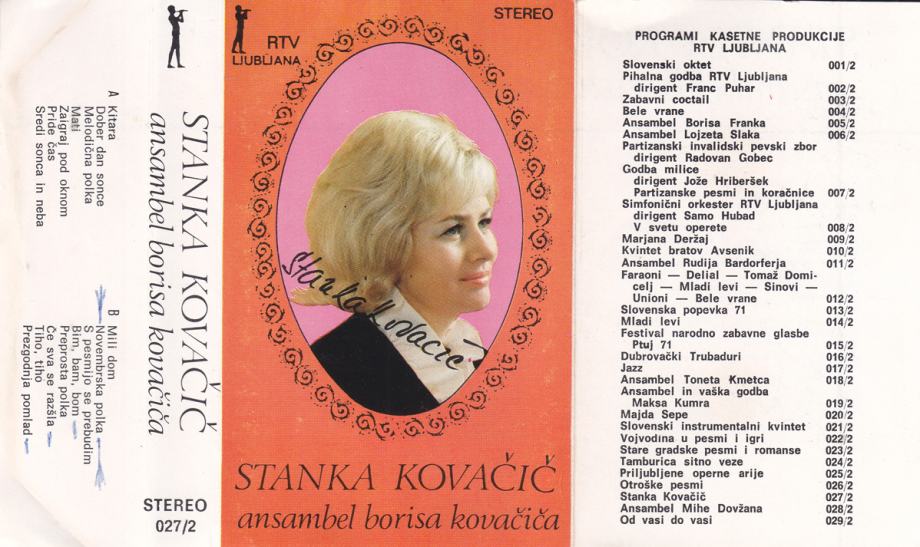 A
Kitara
Dober dan sonce
Melodična polka
Mati
Zaigraj pod oknom
Pride čas
Sredi sonca in neba
B
Mili dom
Novembrska polka
S pesmijo se prebudim
Bim, bam, bom
Preprosta polka
Če sva se razšla
Tiho, tiho
Prezgodnja pomlad
STANKA KOVAČIČ
ansambel borisa kovačiča
STEREO
027/2
RTV
LJUBLJANA
STEREO
Stanka Kovačič
STANKA KOVAČIČ
ansambel borisa kovačiča
PROGRAMI KASETNE PRODUKCIJE
RTV LJUBLJANA
Slovenski oktet 001/2
Pihalna godba RTV Ljubljana
dirigent Franc Puhar 002/2
Zabavni coctail 003/2
Bele vrane 004/2
Ansambel Borisa Franka 005/2
Ansambel Lojzeta Slaka 006/2
Partizanski invalidski pevski zbor
dirigent Radovan Gobec
Godba milice
dirigent Jože Hriberšek
Partizanske pesmi in koračnice 007/2
Simfonični orkester RTV Ljubljana
dirigent Samo Hubad
V svetu operete 008/2
Marjana Deržaj 009/2
Kvintet bratov Avsenik 010/2
Ansambel Rudija Bardorferja 011/2
Faraoni — Delial — Tomaž Domi-
celj — Mladi levi — Sinovi —
Unioni — Bele vrane 012/2
Slovenska popevka 71 013/2
Mladi levi 014/2
Festival narodno zabavne glasbe
Ptuj 71 015/2
Dubrovački Trubaduri 016/2
Jazz 017/2
Ansambel Toneta Kmetca 018/2
Ansambel in vaška godba
Maksa Kumra 019/2
Majda Sepe 020/2
Slovenski instrumentalni kvintet 021/2
Vojvodina u pesmi i igri 022/2
Stare gradske pesmi i romanse 023/2
Tamburica sitno veze 024/2
Priljubljene operne arije 025/2
Otroške pesmi 026/2
Stanka Kovačič 027/2
Ansambel Mihe Dovžana 028/2
Od vasi do vasi 029/2